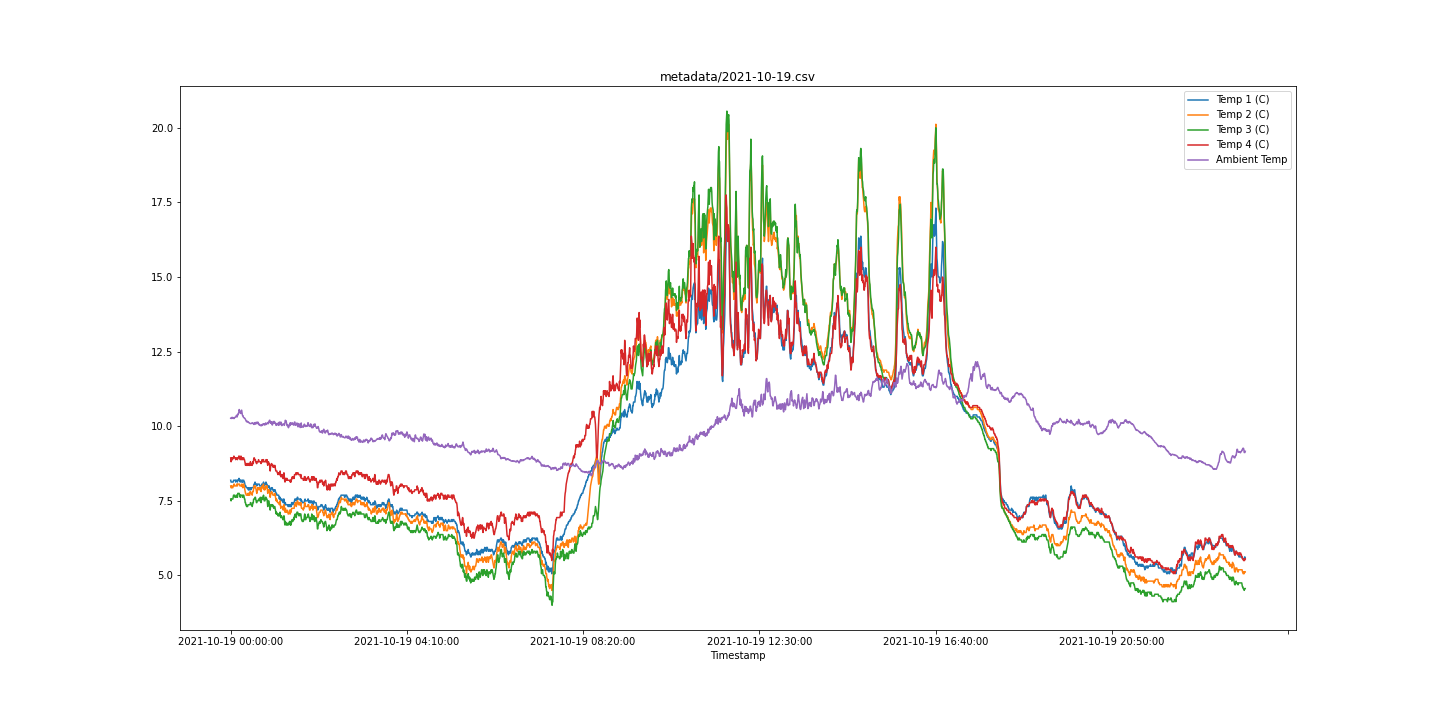 metadata/2021-10-19.csv
Temp 1 (C)
Temp 2 (C)
Temp 3 (C)
Temp 4 (C)
Ambient Temp
20.0
17.5
15.0
12.5
10.0
7.5
5.0
2021-10-19 00:00:00
2021-10-19 04:10:00
2021-10-19 08:20:00
2021-10-19 12:30:00
2021-10-19 16:40:00
2021-10-19 20:50:00
Timestamp